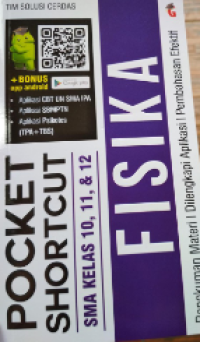 TIM SOLUSI CERDAS
+ BONUS
app android
• Aplikasi CBT UN SMA IPA
• Aplikasi SBMPTN
• Aplikasi Psikotes
(TPA + TBS)
POCKET
SHORTCUT
SMA KELAS 10, 11, & 12
FISIKA
Rangkuman Materi | Dilengkapi Aplikasi | Pembahasan Efektif